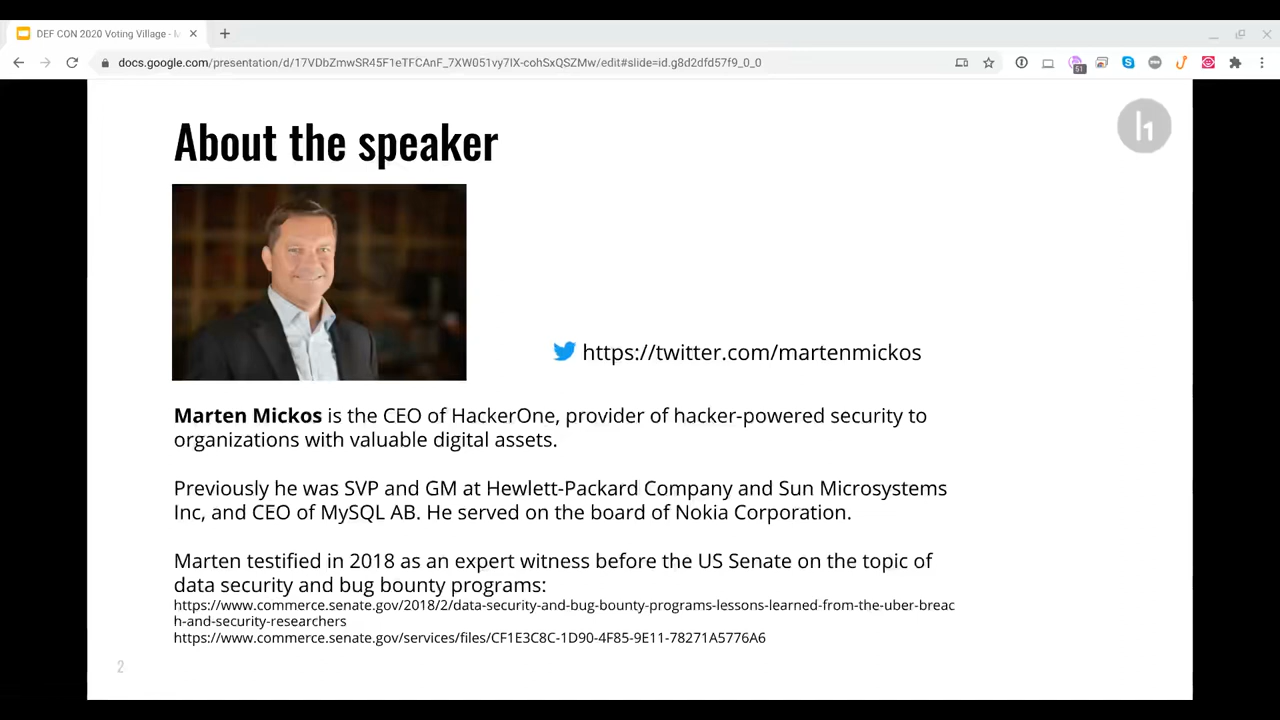 DEF CON 2020 Voting Village - M
docs.google.com/presentation/d/17VDbZmwSR45F1eTFCAnF_7XW051vy7lX-cohSxQSZMw/edit#slide=id.g8d2dfd57f9_0_0
51
About the speaker
h1
https://twitter.com/martenmickos
Marten Mickos is the CEO of HackerOne, provider of hacker-powered security to
organizations with valuable digital assets.
Previously he was SVP and GM at Hewlett-Packard Company and Sun Microsystems
Inc, and CEO of MySQL AB. He served on the board of Nokia Corporation.
Marten testified in 2018 as an expert witness before the US Senate on the topic of
data security and bug bounty programs:
https://www.commerce.senate.gov/2018/2/data-security-and-bug-bounty-programs-lessons-learned-from-the-uber-breac
h-and-security-researchers
https://www.commerce.senate.gov/services/files/CF1E3C8C-1D90-4F85-9E11-78271A5776A6
2